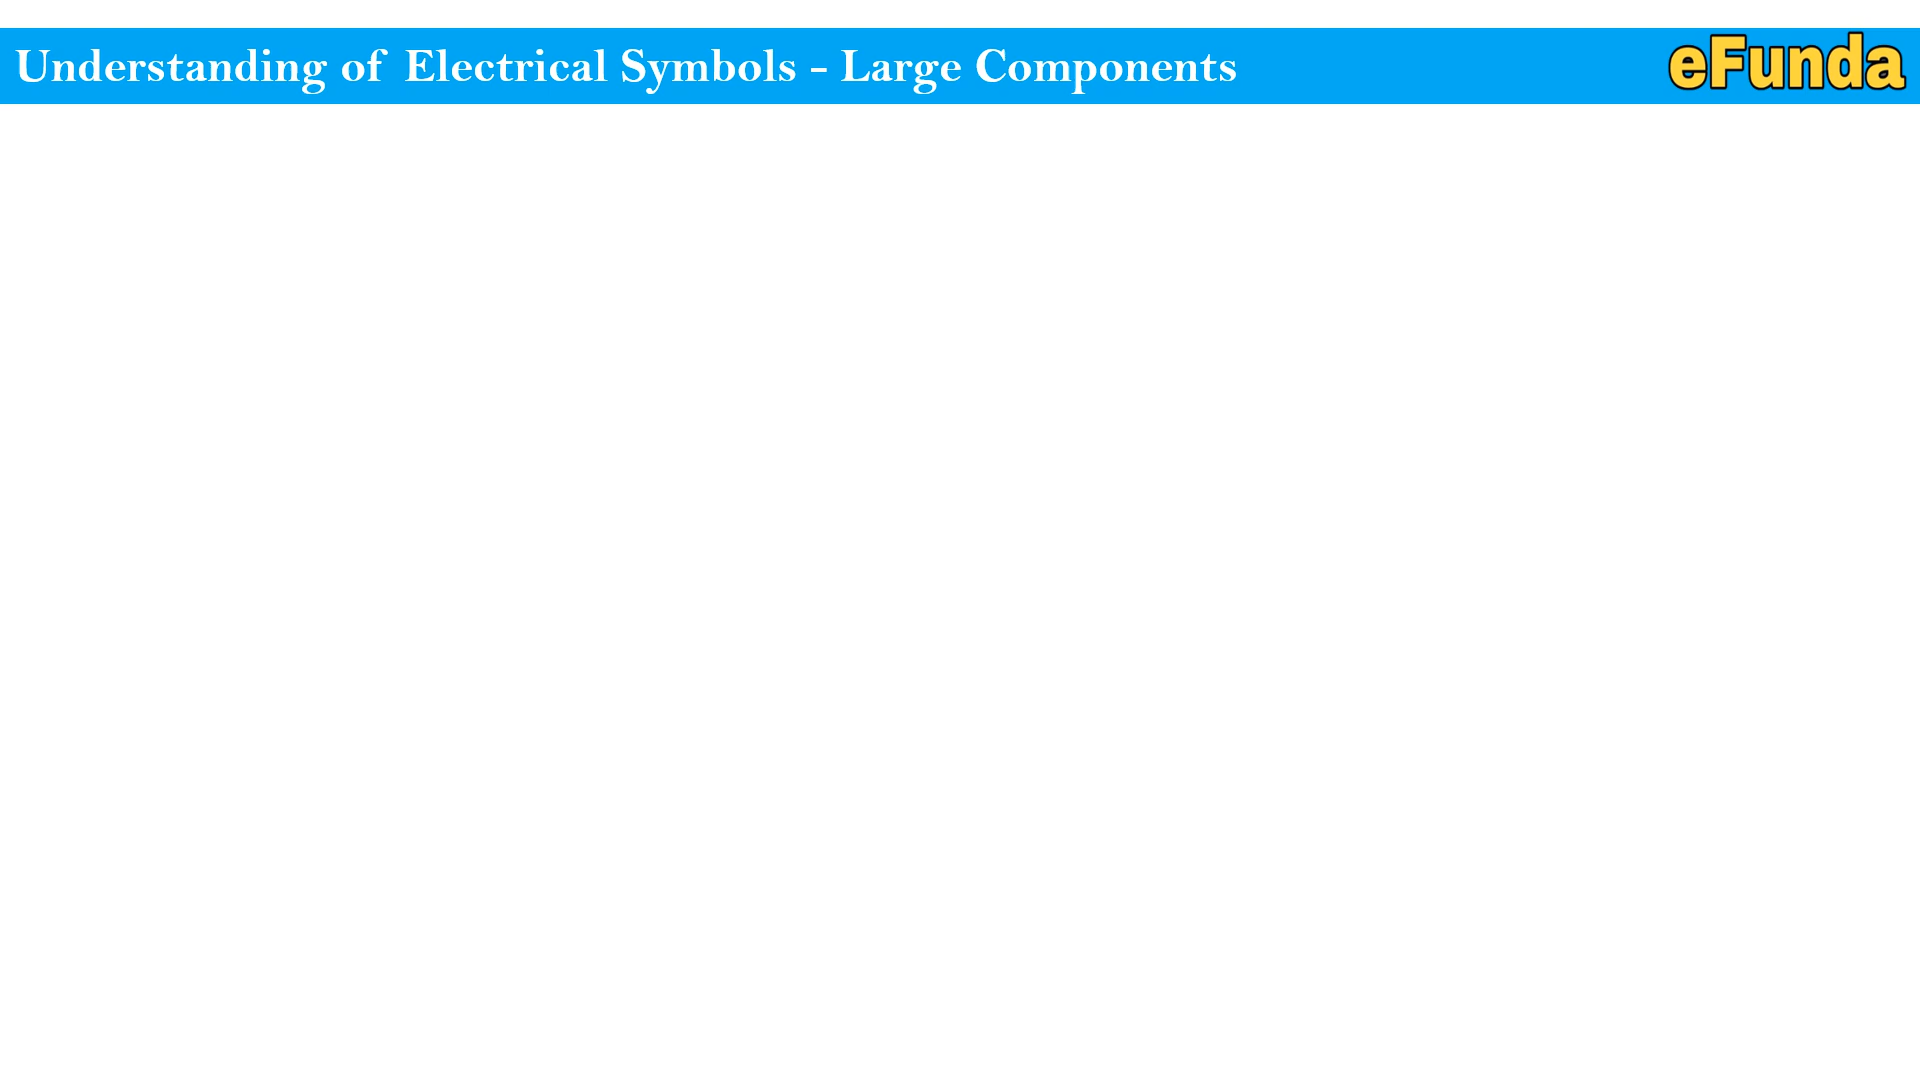 Understanding of Electrical Symbols - Large Components
eFunda